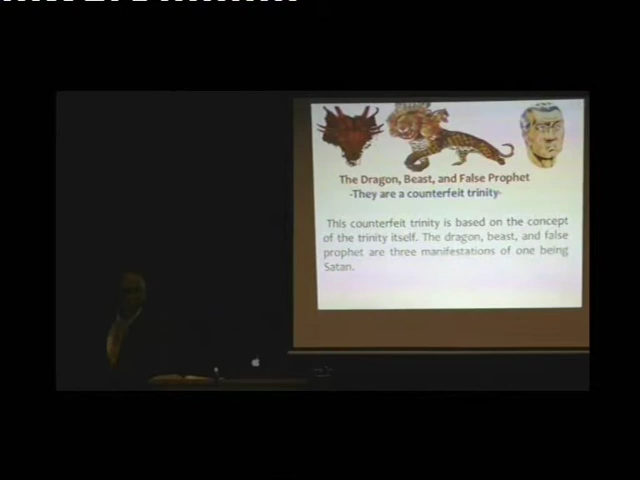 The Dragon, Beast, and False Prophet
-They are a counterfeit trinity-
This counterfeit trinity is based on the concept
of the trinity itself. The dragon, beast, and false
prophet are three manifestations of one being
Satan.